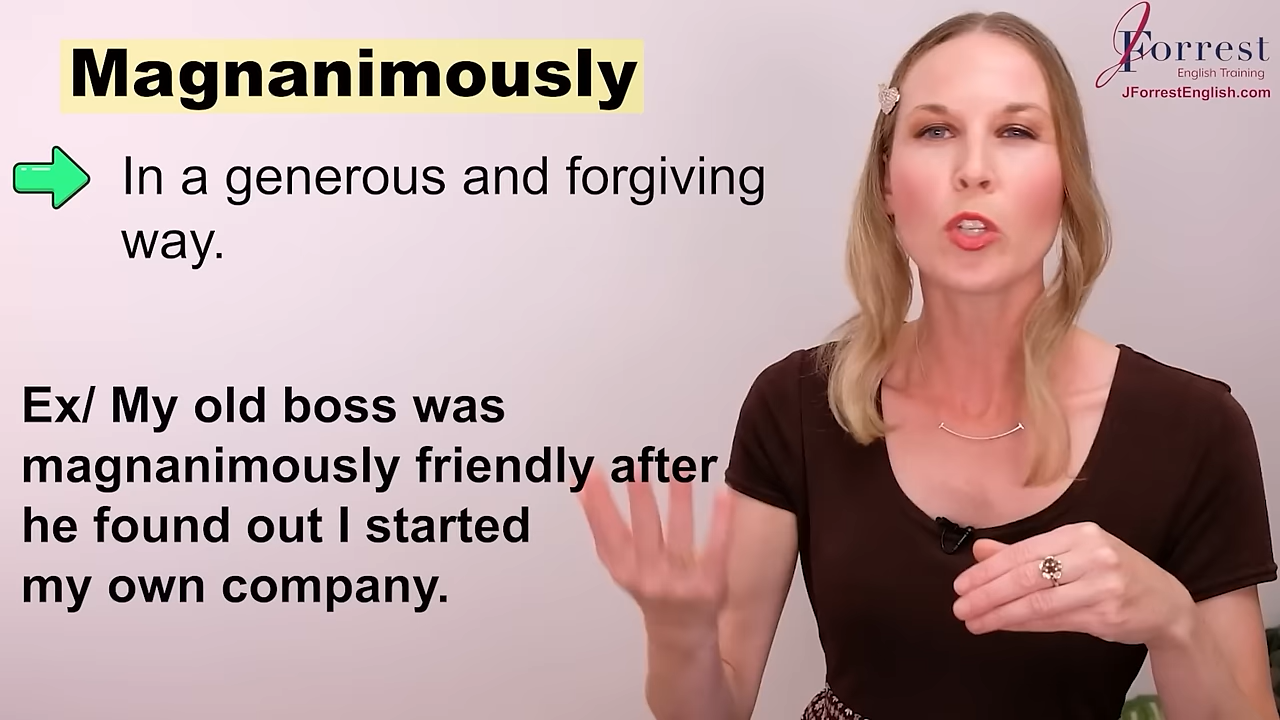 Magnanimously
In a generous and forgiving
way.
Ex/ My old boss was
magnanimously friendly after
he found out I started
my own company.
JForrest
English Training
JForrestEnglish.com